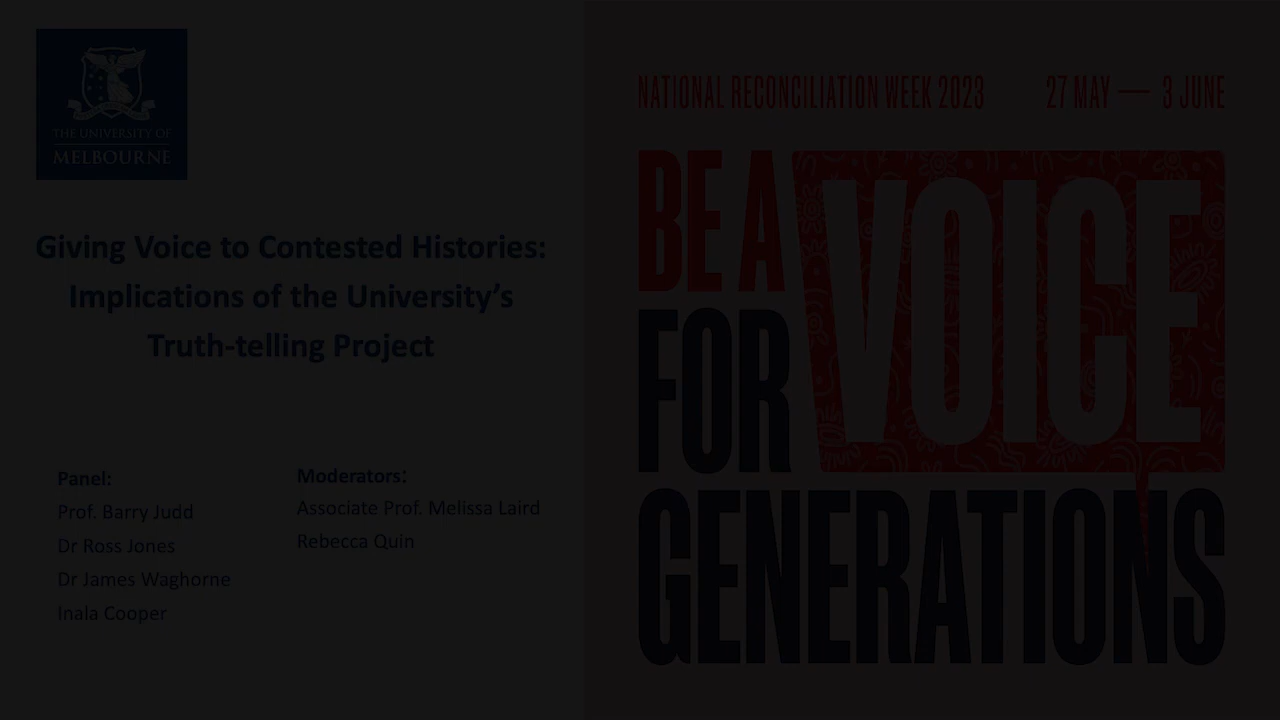 THE UNIVERSITY OF
MELBOURNE
Giving Voice to Contested Histories:
Implications of the University’s
Truth-telling Project
Panel:
Prof. Barry Judd
Dr Ross Jones
Dr James Waghorne
Inala Cooper
Moderators:
Associate Prof. Melissa Laird
Rebecca Quin
NATIONAL RECONCILIATION WEEK 2023 27 MAY — 3 JUNE
BE A VOICE
FOR
GENERATIONS